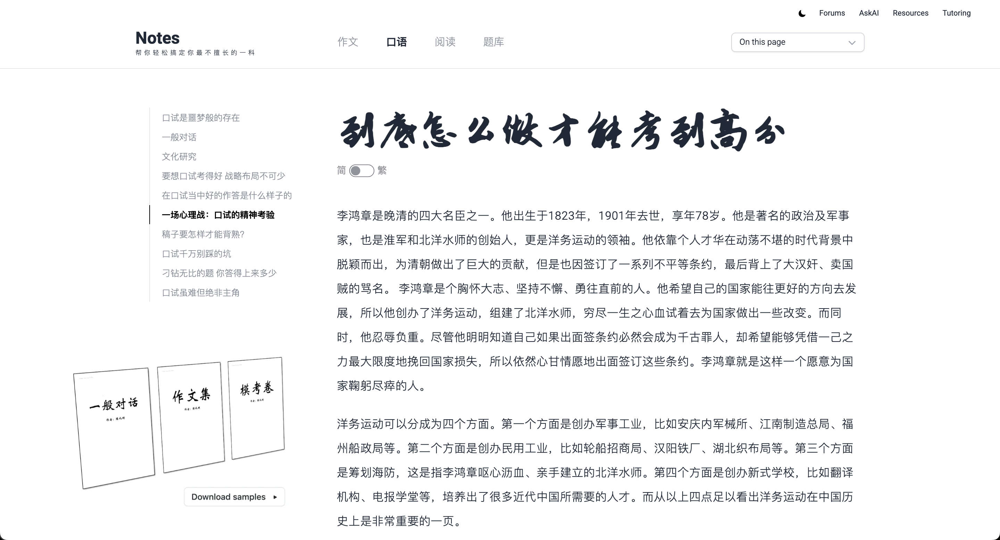 Forums AskAI Resources Tutoring
Notes
帮你轻松搞定你最不擅长的一科
作文 口语 阅读 题库
On this page
口试是噩梦般的存在
一般对话
文化研究
要想口试考得好 战略布局不可少
在口试当中好的作答是什么样子的
一场心理战：口试的精神考验
稿子要怎样才能背熟？
口试千万别踩的坑
刁钻无比的题 你答得上来多少
口试虽难但绝非主角
一般对话
作者：陈礼明
作文集
作者：陈礼明
模考卷
作者：陈礼明
Download samples
到底怎么做才能考到高分
简 繁
李鸿章是晚清的四大名臣之一。他出生于1823年，1901年去世，享年78岁。他是著名的政治及军事
家，也是淮军和北洋水师的创始人，更是洋务运动的领袖。他依靠个人才华在动荡不堪的时代背景中
脱颖而出，为清朝做出了巨大的贡献，但是也因签订了一系列不平等条约，最后背上了大汉奸、卖国
贼的骂名。 李鸿章是个胸怀大志、坚持不懈、勇往直前的人。他希望自己的国家能往更好的方向去发
展，所以他创办了洋务运动，组建了北洋水师，穷尽一生之心血试着去为国家做出一些改变。而同
时，他忍辱负重。尽管他明明知道自己如果出面签条约必然会成为千古罪人，却希望能够凭借一己之
力最大限度地挽回国家损失，所以依然心甘情愿地出面签订这些条约。李鸿章就是这样一个愿意为国
家鞠躬尽瘁的人。
洋务运动可以分成为四个方面。第一个方面是创办军事工业，比如安庆内军械所、江南制造总局、福
州船政局等。第二个方面是创办民用工业，比如轮船招商局、汉阳铁厂、湖北织布局等。第三个方面
是筹划海防，这是指李鸿章呕心沥血、亲手建立的北洋水师。第四个方面是创办新式学校，比如翻译
机构、电报学堂等，培养出了很多近代中国所需要的人才。而从以上四点足以看出洋务运动在中国历
史上是非常重要的一页。